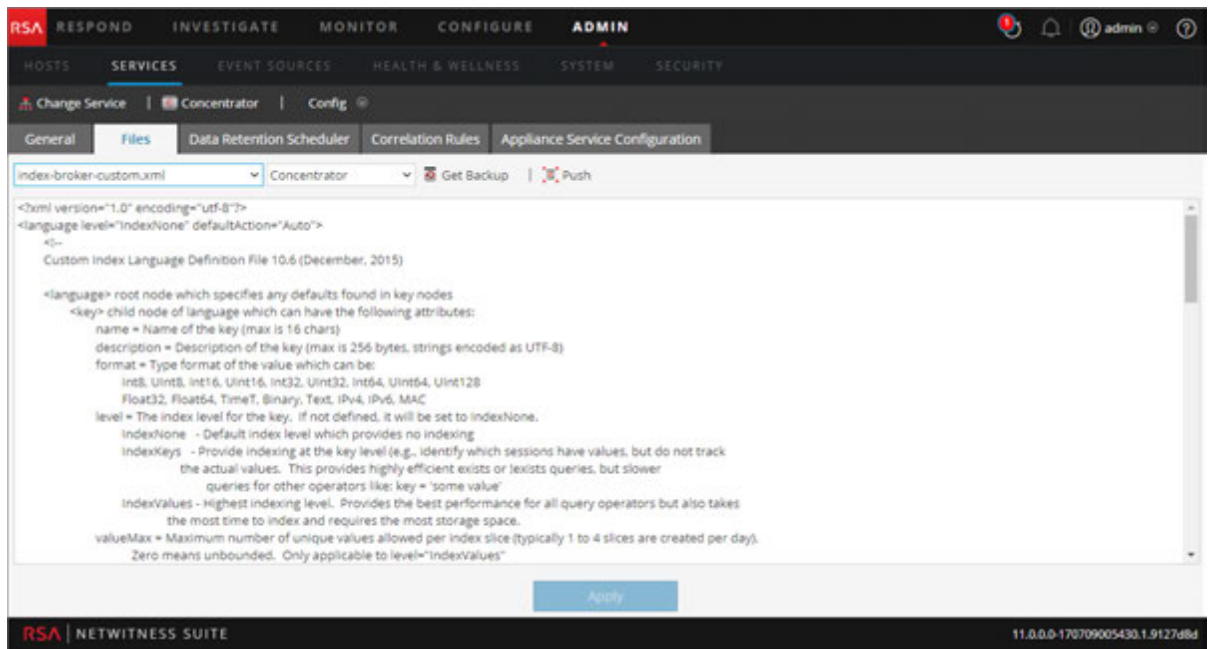 RSA RESPOND INVESTIGATE MONITOR CONFIGURE ADMIN 1 admin ?
HOSTS SERVICES EVENT SOURCES HEALTH & WELLNESS SYSTEM SECURITY
Change Service | Concentrator | Config
General Files Data Retention Scheduler Correlation Rules Appliance Service Configuration
index-broker-custom.xml Concentrator Get Backup | Push
<?xml version="1.0" encoding="utf-8"?>
<language level="IndexNone" defaultAction="Auto">
<!--
Custom Index Language Definition File 10.6 (December, 2015)
<language> root node which specifies any defaults found in key nodes
<key> child node of language which can have the following attributes:
name = Name of the key (max is 16 chars)
description = Description of the key (max is 256 bytes, strings encoded as UTF-8)
format = Type format of the value which can be:
Int8, UInt8, Int16, UInt16, Int32, UInt32, Int64, UInt64, UInt128
Float32, Float64, TimeT, Binary, Text, IPv4, IPv6, MAC
level = The index level for the key. If not defined, it will be set to IndexNone.
IndexNone - Default index level which provides no indexing
IndexKeys - Provide indexing at the key level (e.g., identify which sessions have values, but do not track
the actual values. This provides highly efficient exists or !exists queries, but slower
queries for other operators like: key = 'some value'
IndexValues - Highest indexing level. Provides the best performance for all query operators but also takes
the most time to index and requires the most storage space.
valueMax = Maximum number of unique values allowed per index slice (typically 1 to 4 slices are created per day).
Zero means unbounded. Only applicable to level="IndexValues"
Apply
RSA | NETWITNESS SUITE 11.0.0.0-170709005430.1.9127d8d